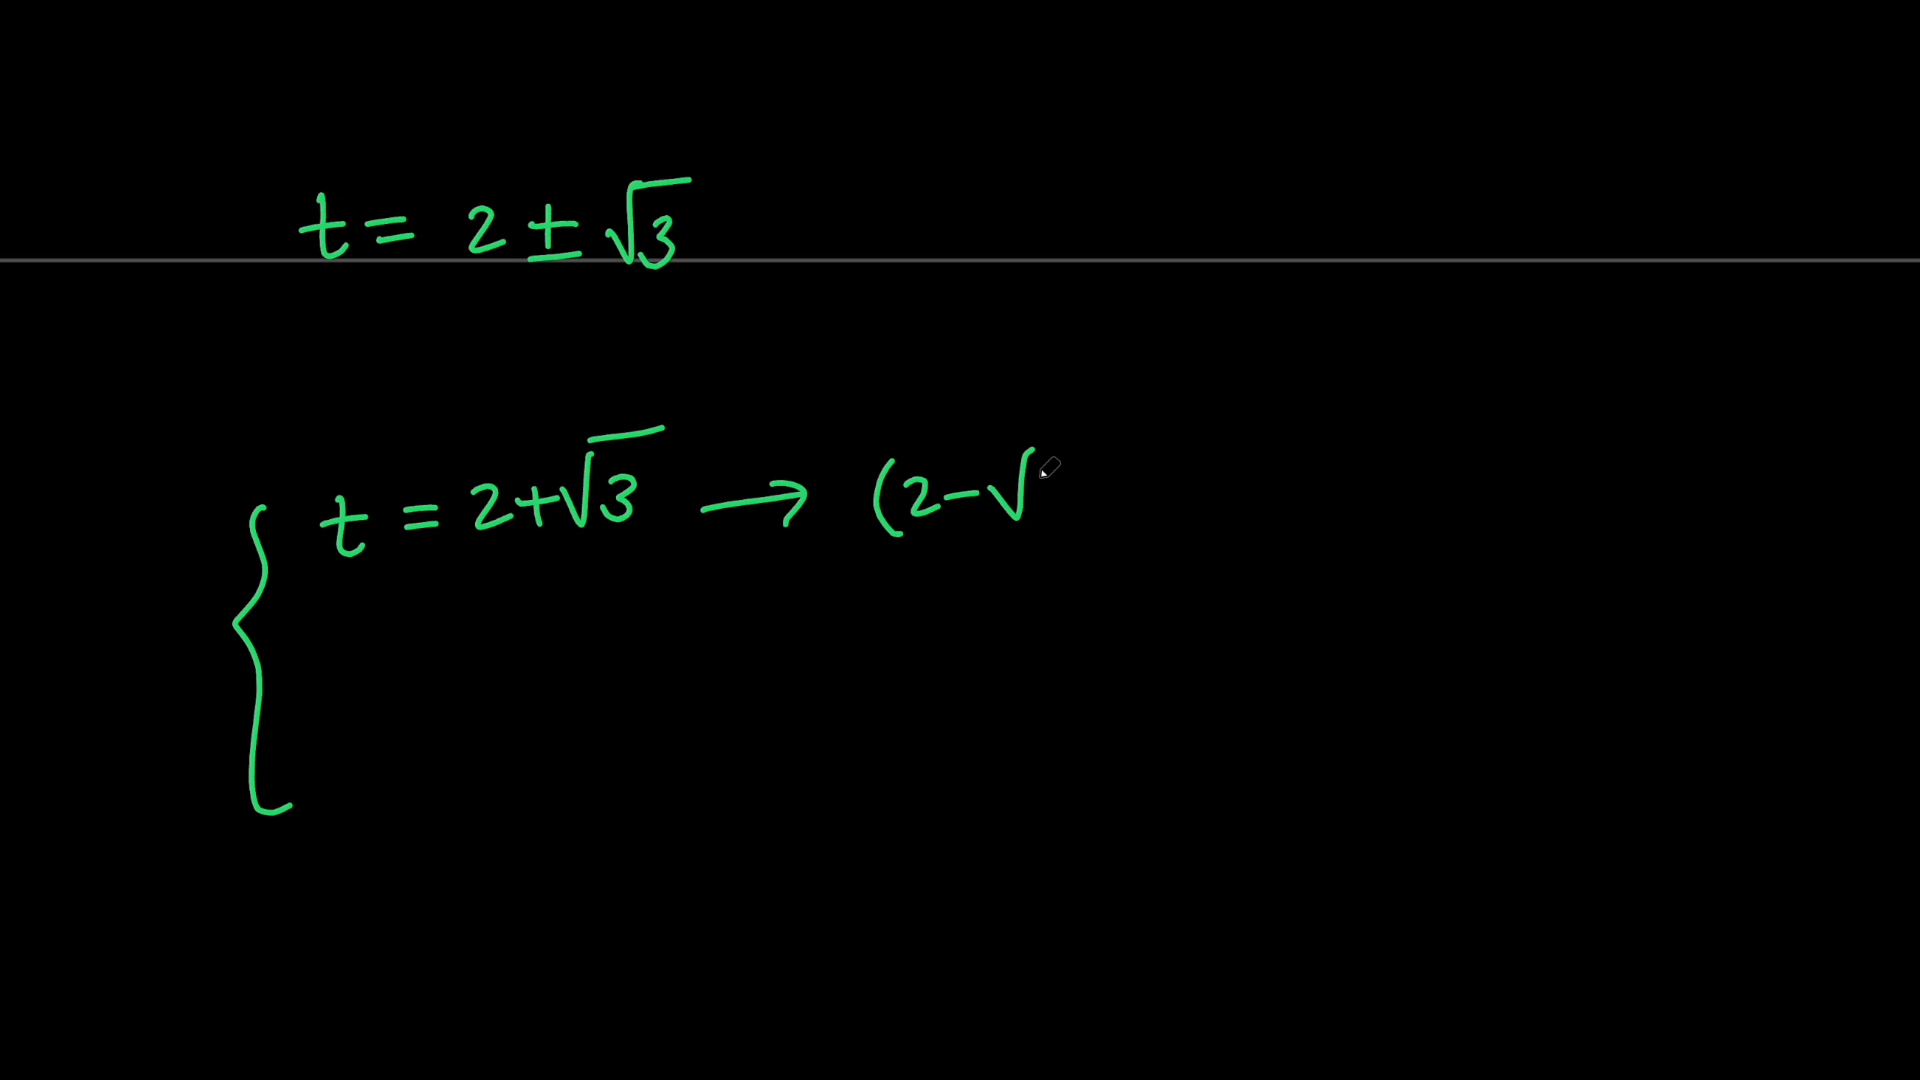 t = 2 ± √3
t = 2+√3 → (2-√